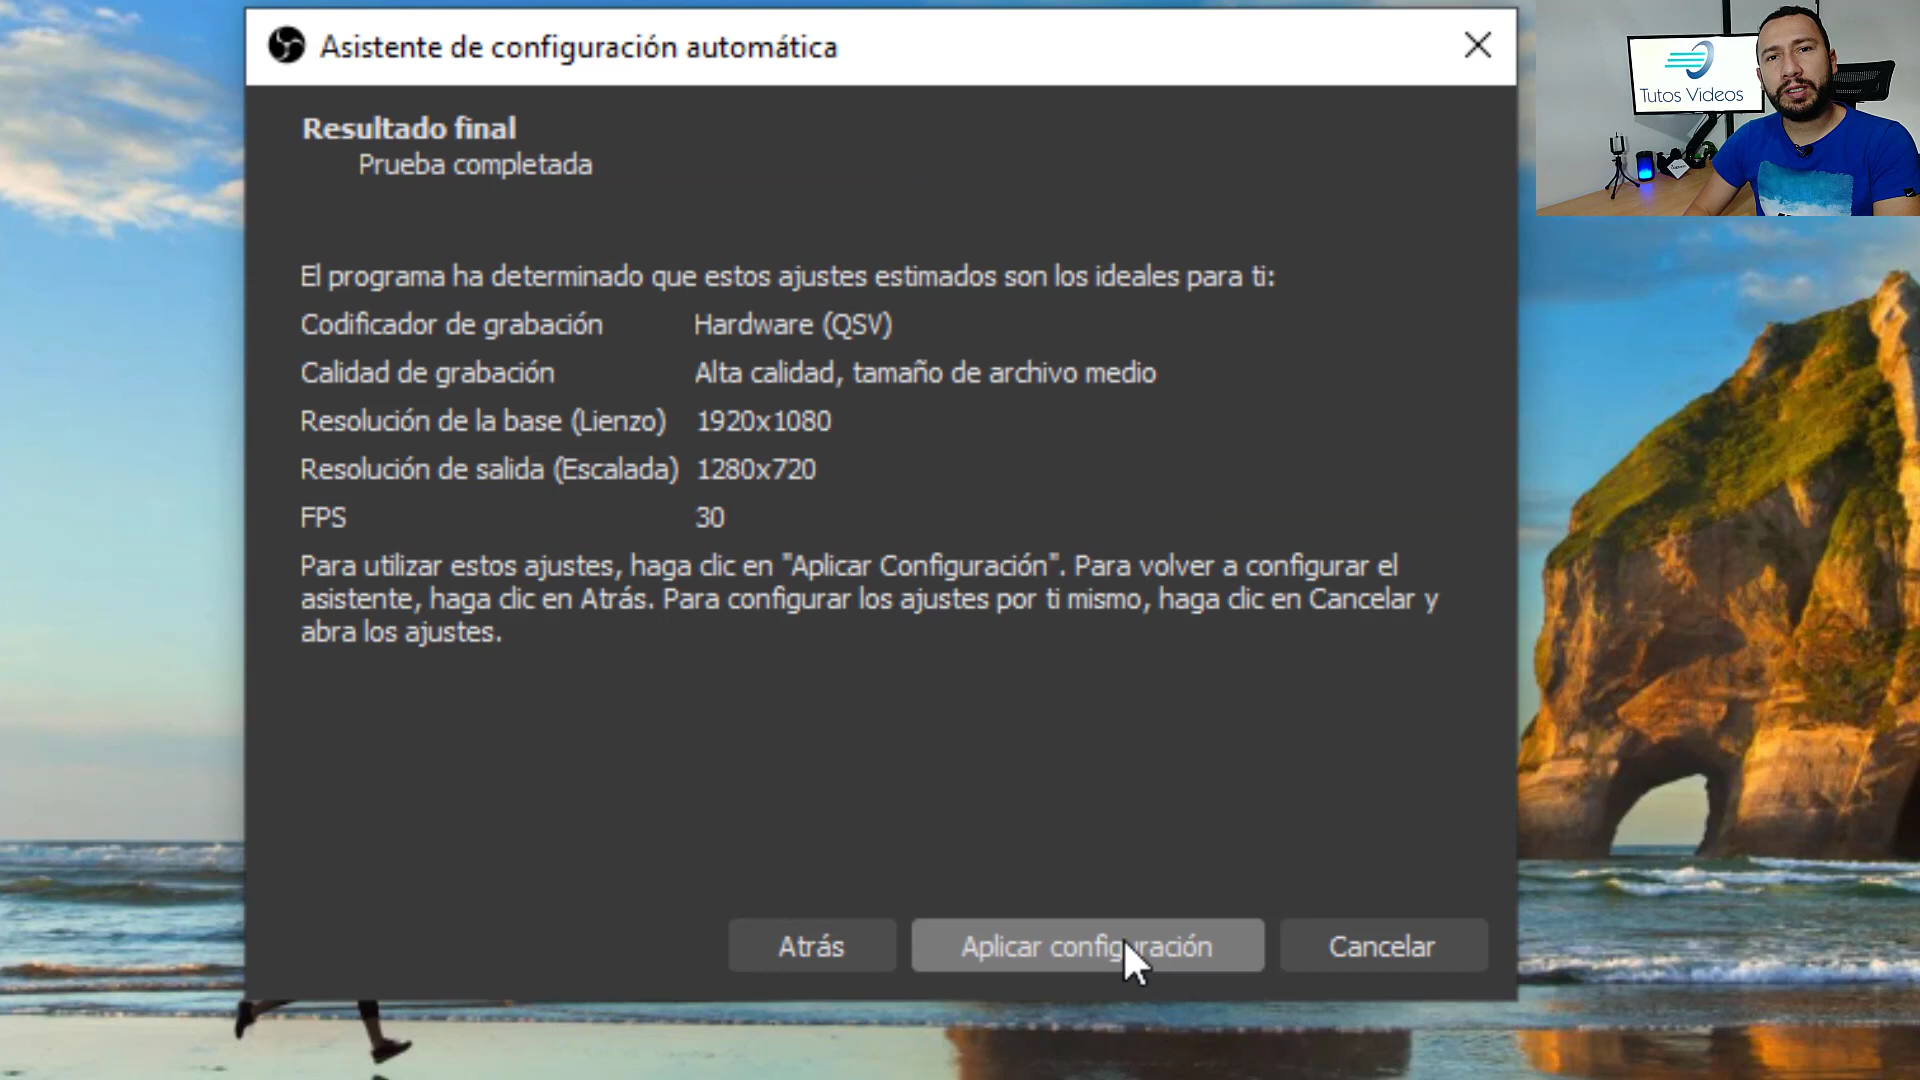 Asistente de configuración automática
Tutos Videos
Resultado final
Prueba completada
El programa ha determinado que estos ajustes estimados son los ideales para ti:
Codificador de grabación Hardware (QSV)
Calidad de grabación Alta calidad, tamaño de archivo medio
Resolución de la base (Lienzo) 1920x1080
Resolución de salida (Escalada) 1280x720
FPS 30
Para utilizar estos ajustes, haga clic en "Aplicar Configuración". Para volver a configurar el
asistente, haga clic en Atrás. Para configurar los ajustes por ti mismo, haga clic en Cancelar y
abra los ajustes.
Atrás Aplicar configuración Cancelar